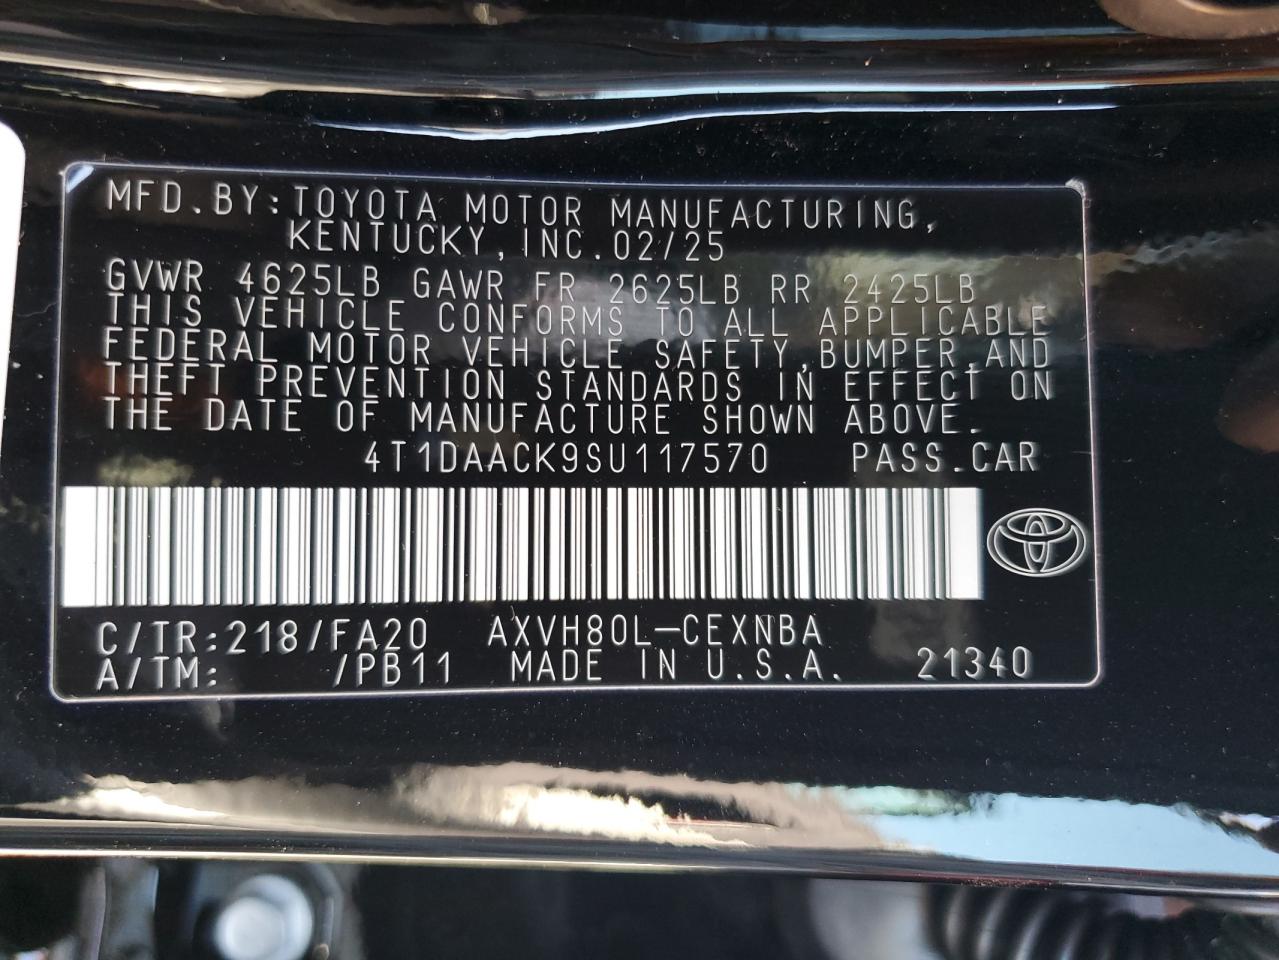 MFD.BY:TOYOTA MOTOR MANUFACTURING,
KENTUCKY,INC.02/25
GVWR 4625LB GAWR FR 2625LB RR 2425LB
THIS VEHICLE CONFORMS TO ALL APPLICABLE
FEDERAL MOTOR VEHICLE SAFETY,BUMPER,AND
THEFT PREVENTION STANDARDS IN EFFECT ON
THE DATE OF MANUFACTURE SHOWN ABOVE.
4T1DAACK9SU117570 PASS.CAR
C/TR:218/FA20 AXVH80L-CEXNBA
A/TM: /PB11 MADE IN U.S.A. 21340